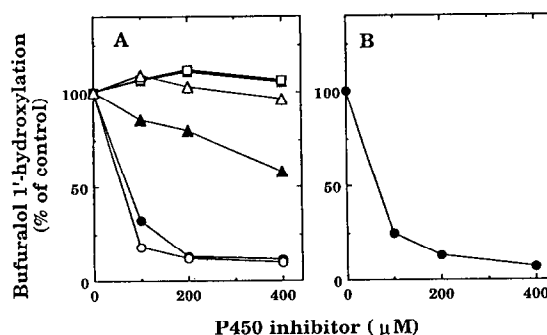 Bufuralol 1'-hydroxylation
(% of control)
A
100
50
0
0 200 400
B
100
50
0
0 200 400
P450 inhibitor ( μM)